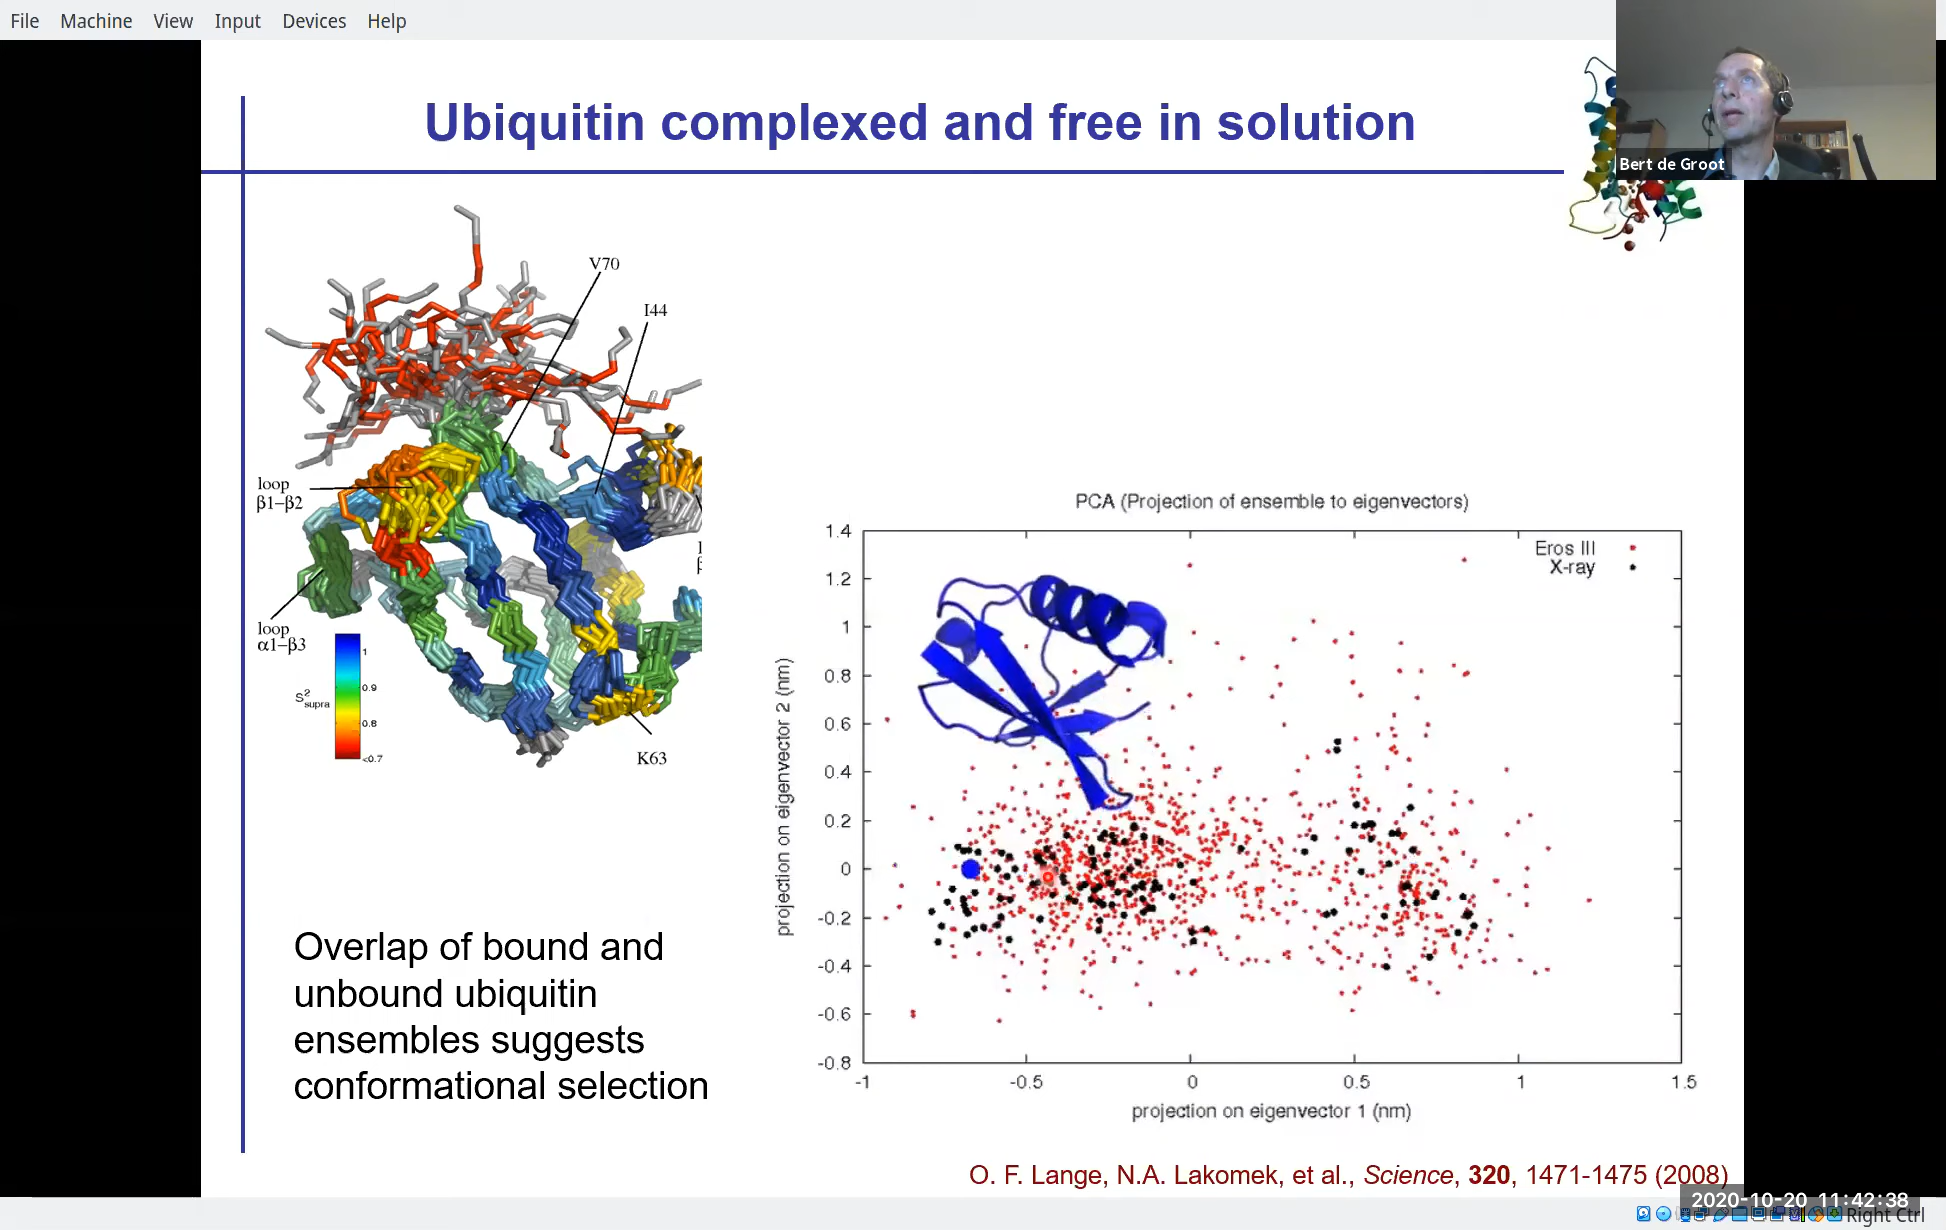 File Machine View Input Devices Help
Ubiquitin complexed and free in solution
Bert de Groot
V70
I44
loop
β1–β2
loop
α1–β3
1
0.9
0.8
<0.7
S²supra
K63
β
PCA (Projection of ensemble to eigenvectors)
Eros III
X-ray
1.4
1.2
1
0.8
0.6
0.4
0.2
0
-0.2
-0.4
-0.6
-0.8
-1 -0.5 0 0.5 1 1.5
projection on eigenvector 2 (nm)
projection on eigenvector 1 (nm)
Overlap of bound and
unbound ubiquitin
ensembles suggests
conformational selection
O. F. Lange, N.A. Lakomek, et al., Science, 320, 1471-1475 (2008)
2020-10-20 11:42:38
Right Ctrl